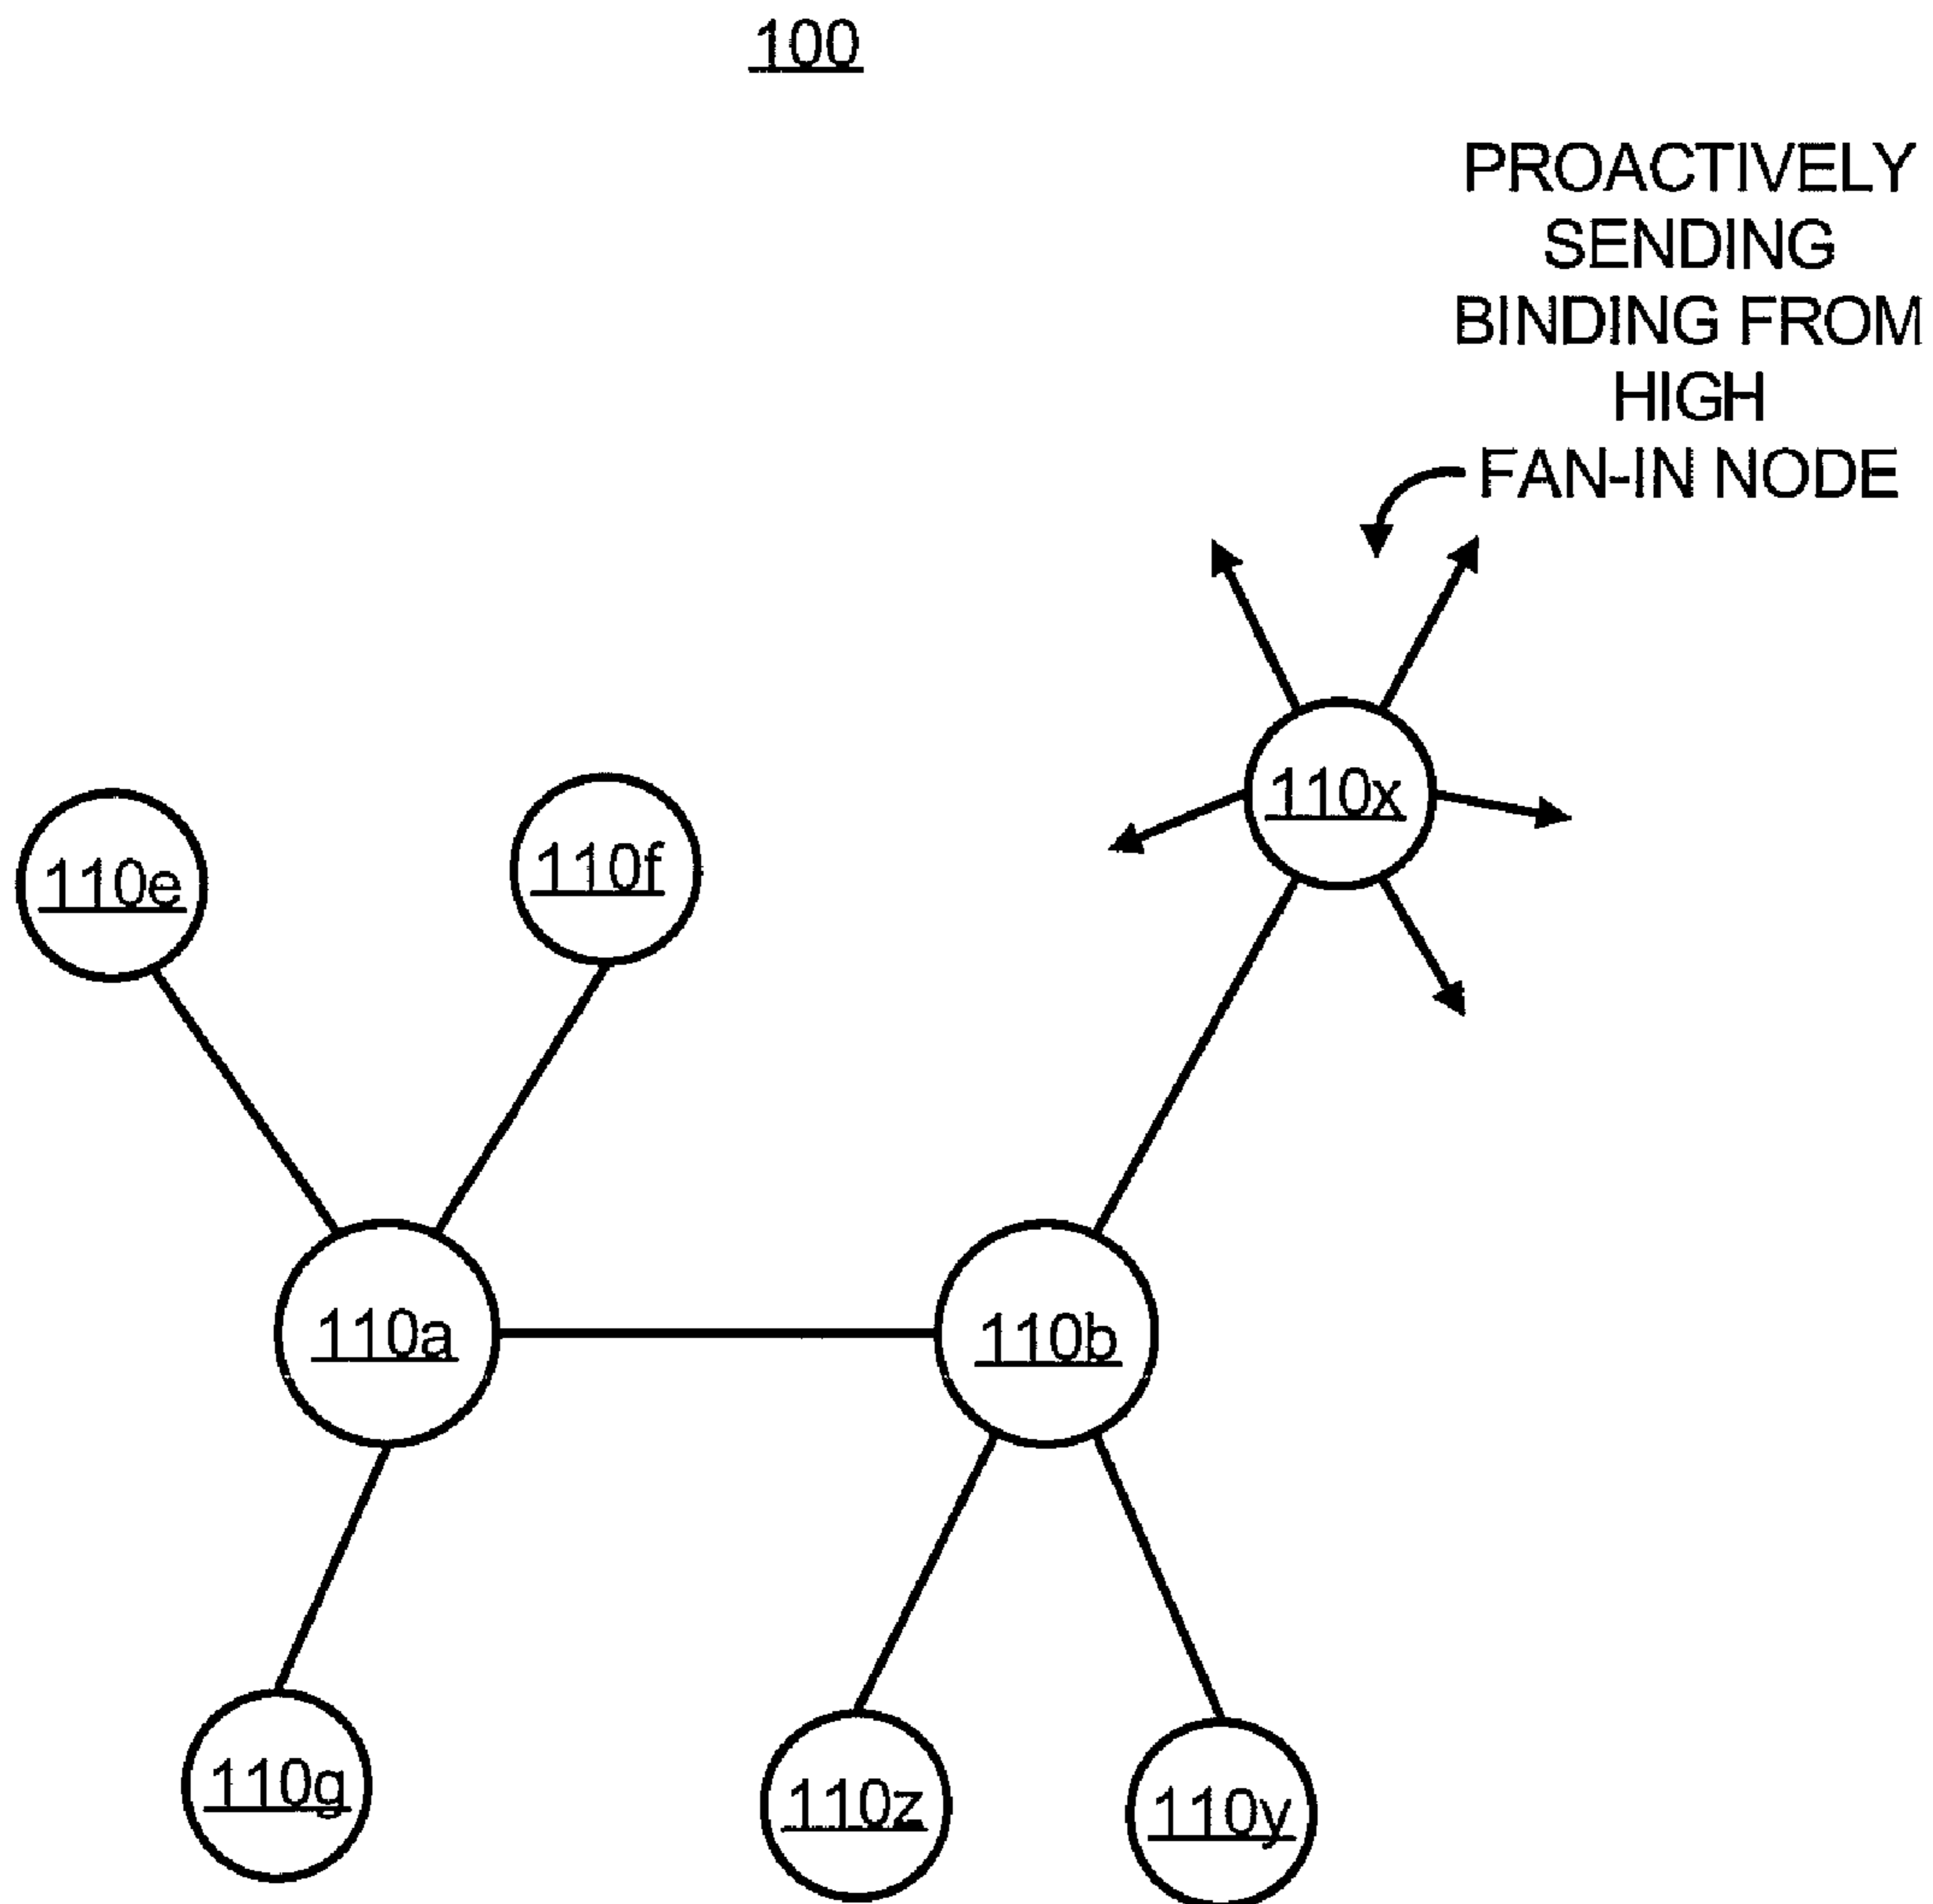 100
PROACTIVELY
SENDING
BINDING FROM
HIGH
FAN-IN NODE
110x
110e
110f
110a
110b
110g
110z
110y